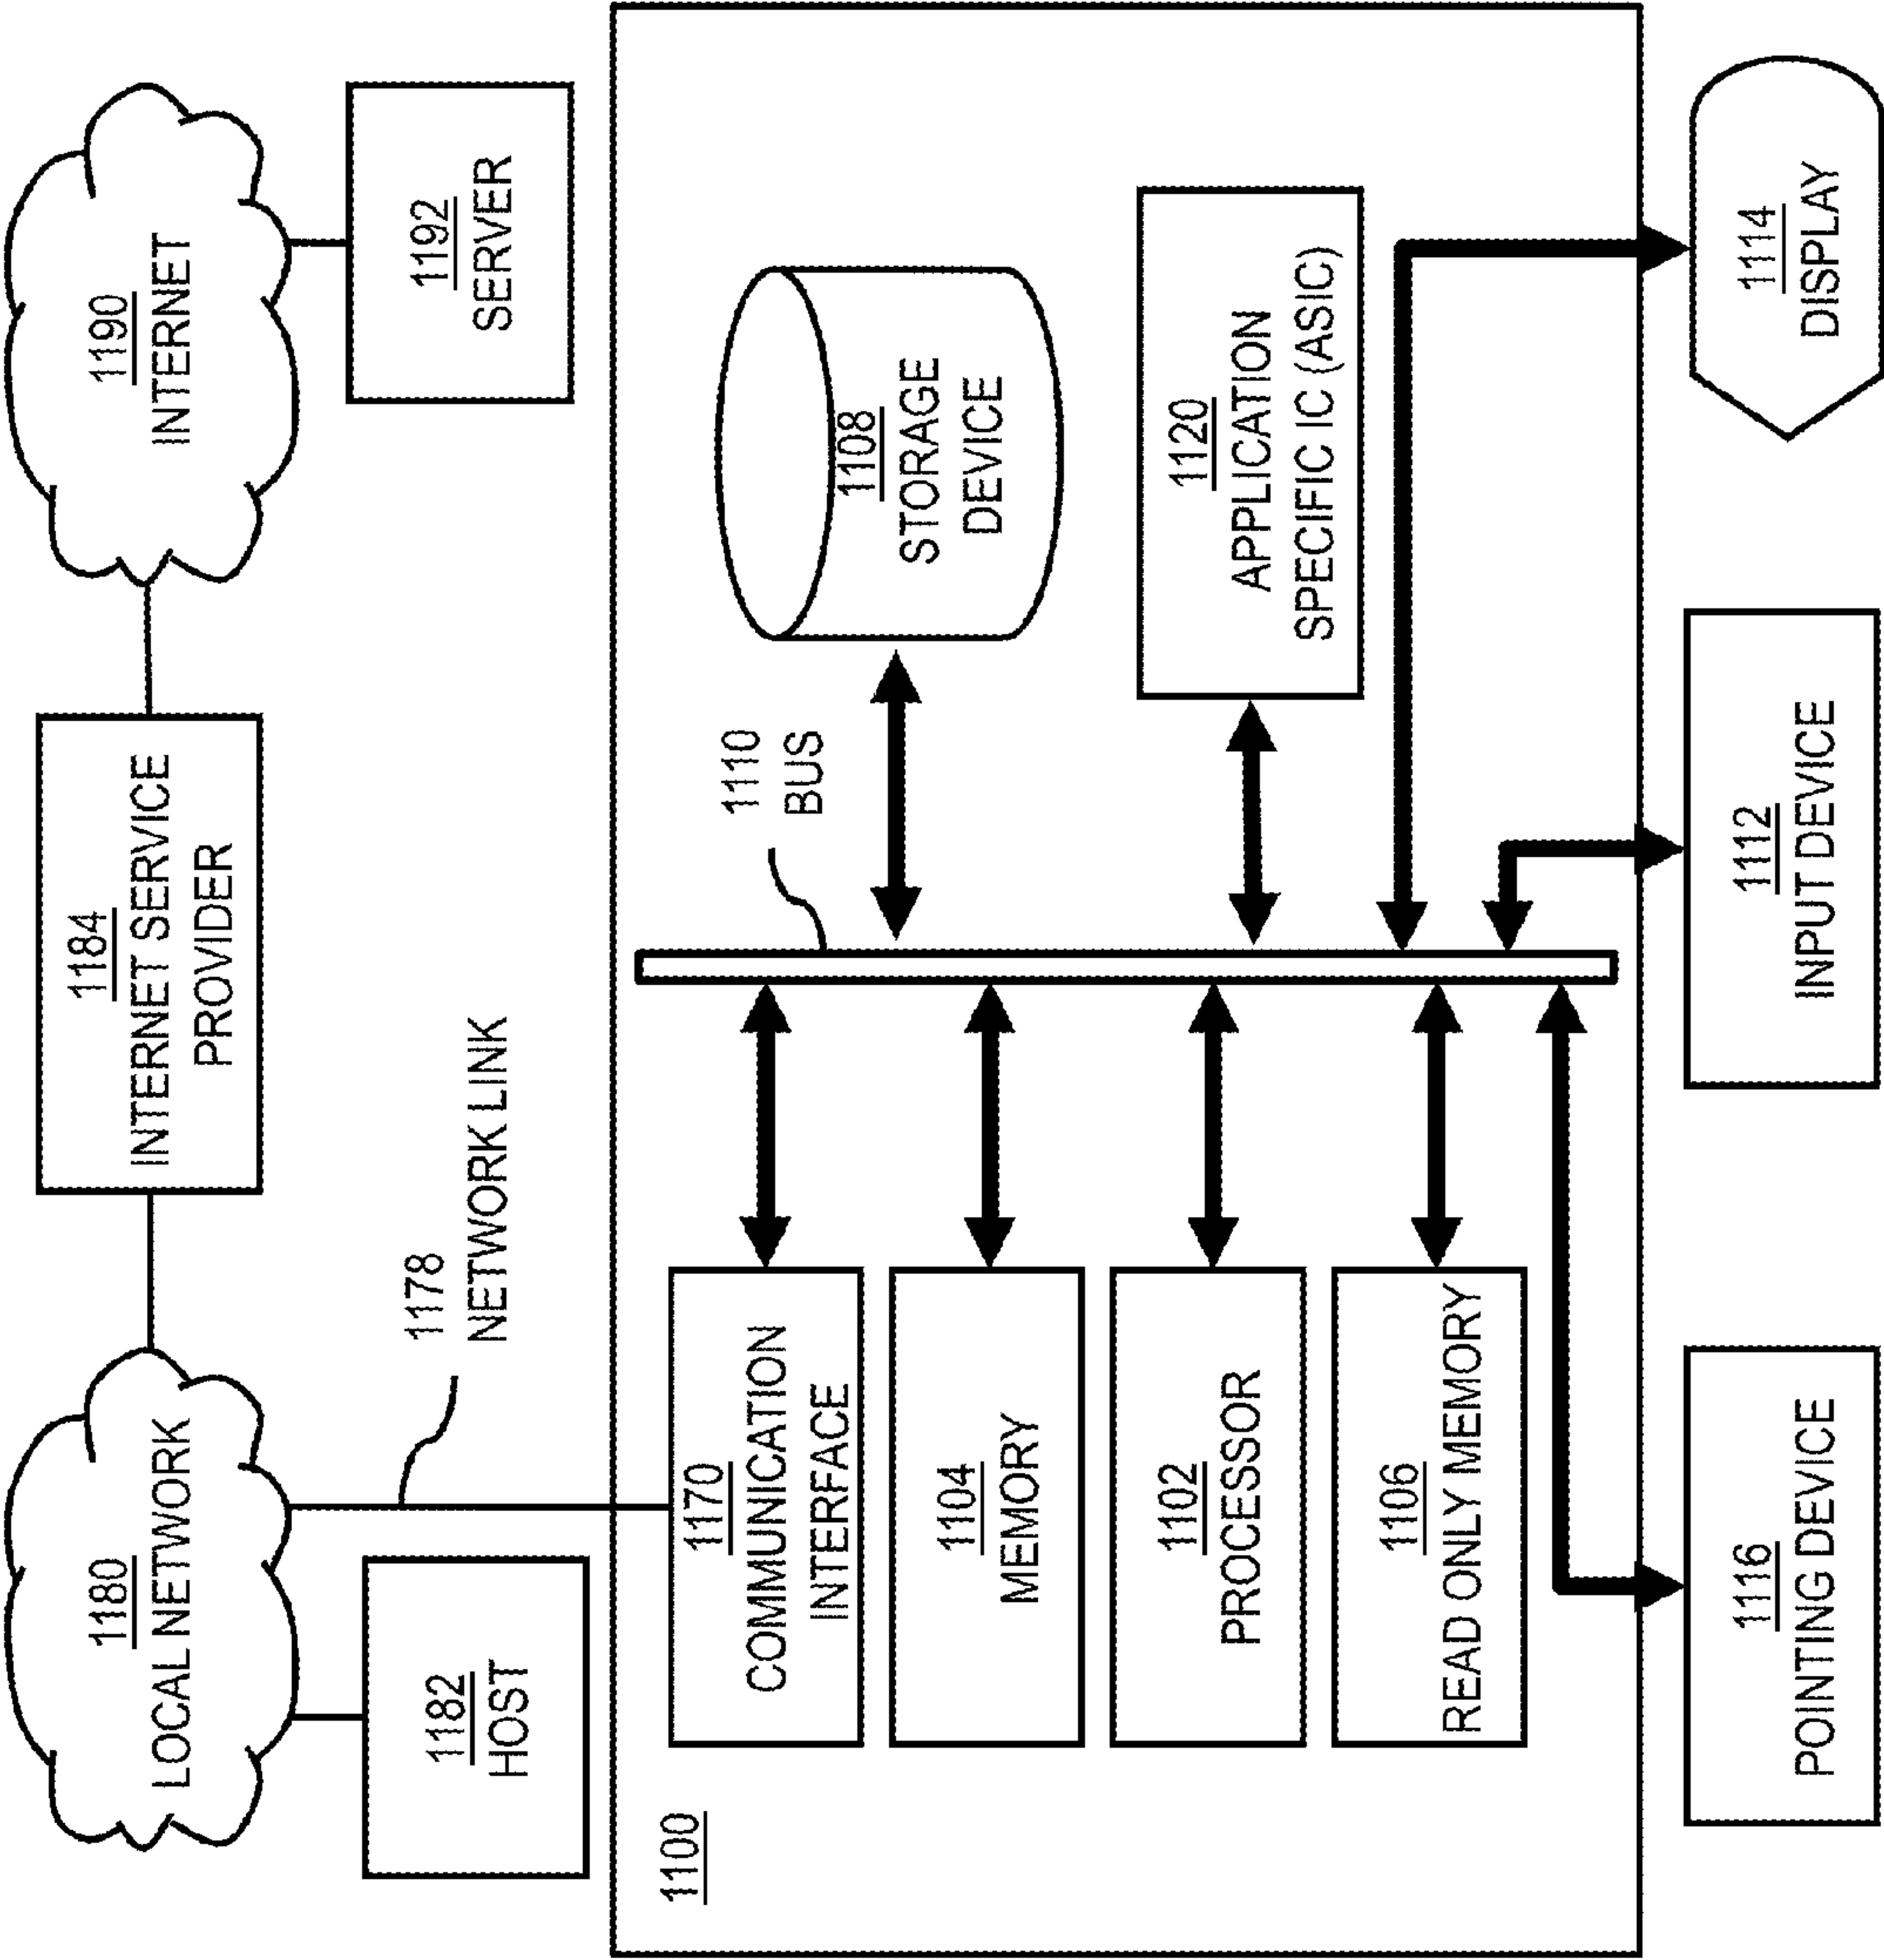 1180
LOCAL NETWORK
1184
INTERNET SERVICE
PROVIDER
1190
INTERNET
1182
HOST
1178
NETWORK LINK
1192
SERVER
1100
1170
COMMUNICATION
INTERFACE
1110
BUS
1108
STORAGE
DEVICE
1104
MEMORY
1102
PROCESSOR
1120
APPLICATION
SPECIFIC IC (ASIC)
1106
READ ONLY MEMORY
1116
POINTING DEVICE
1112
INPUT DEVICE
1114
DISPLAY